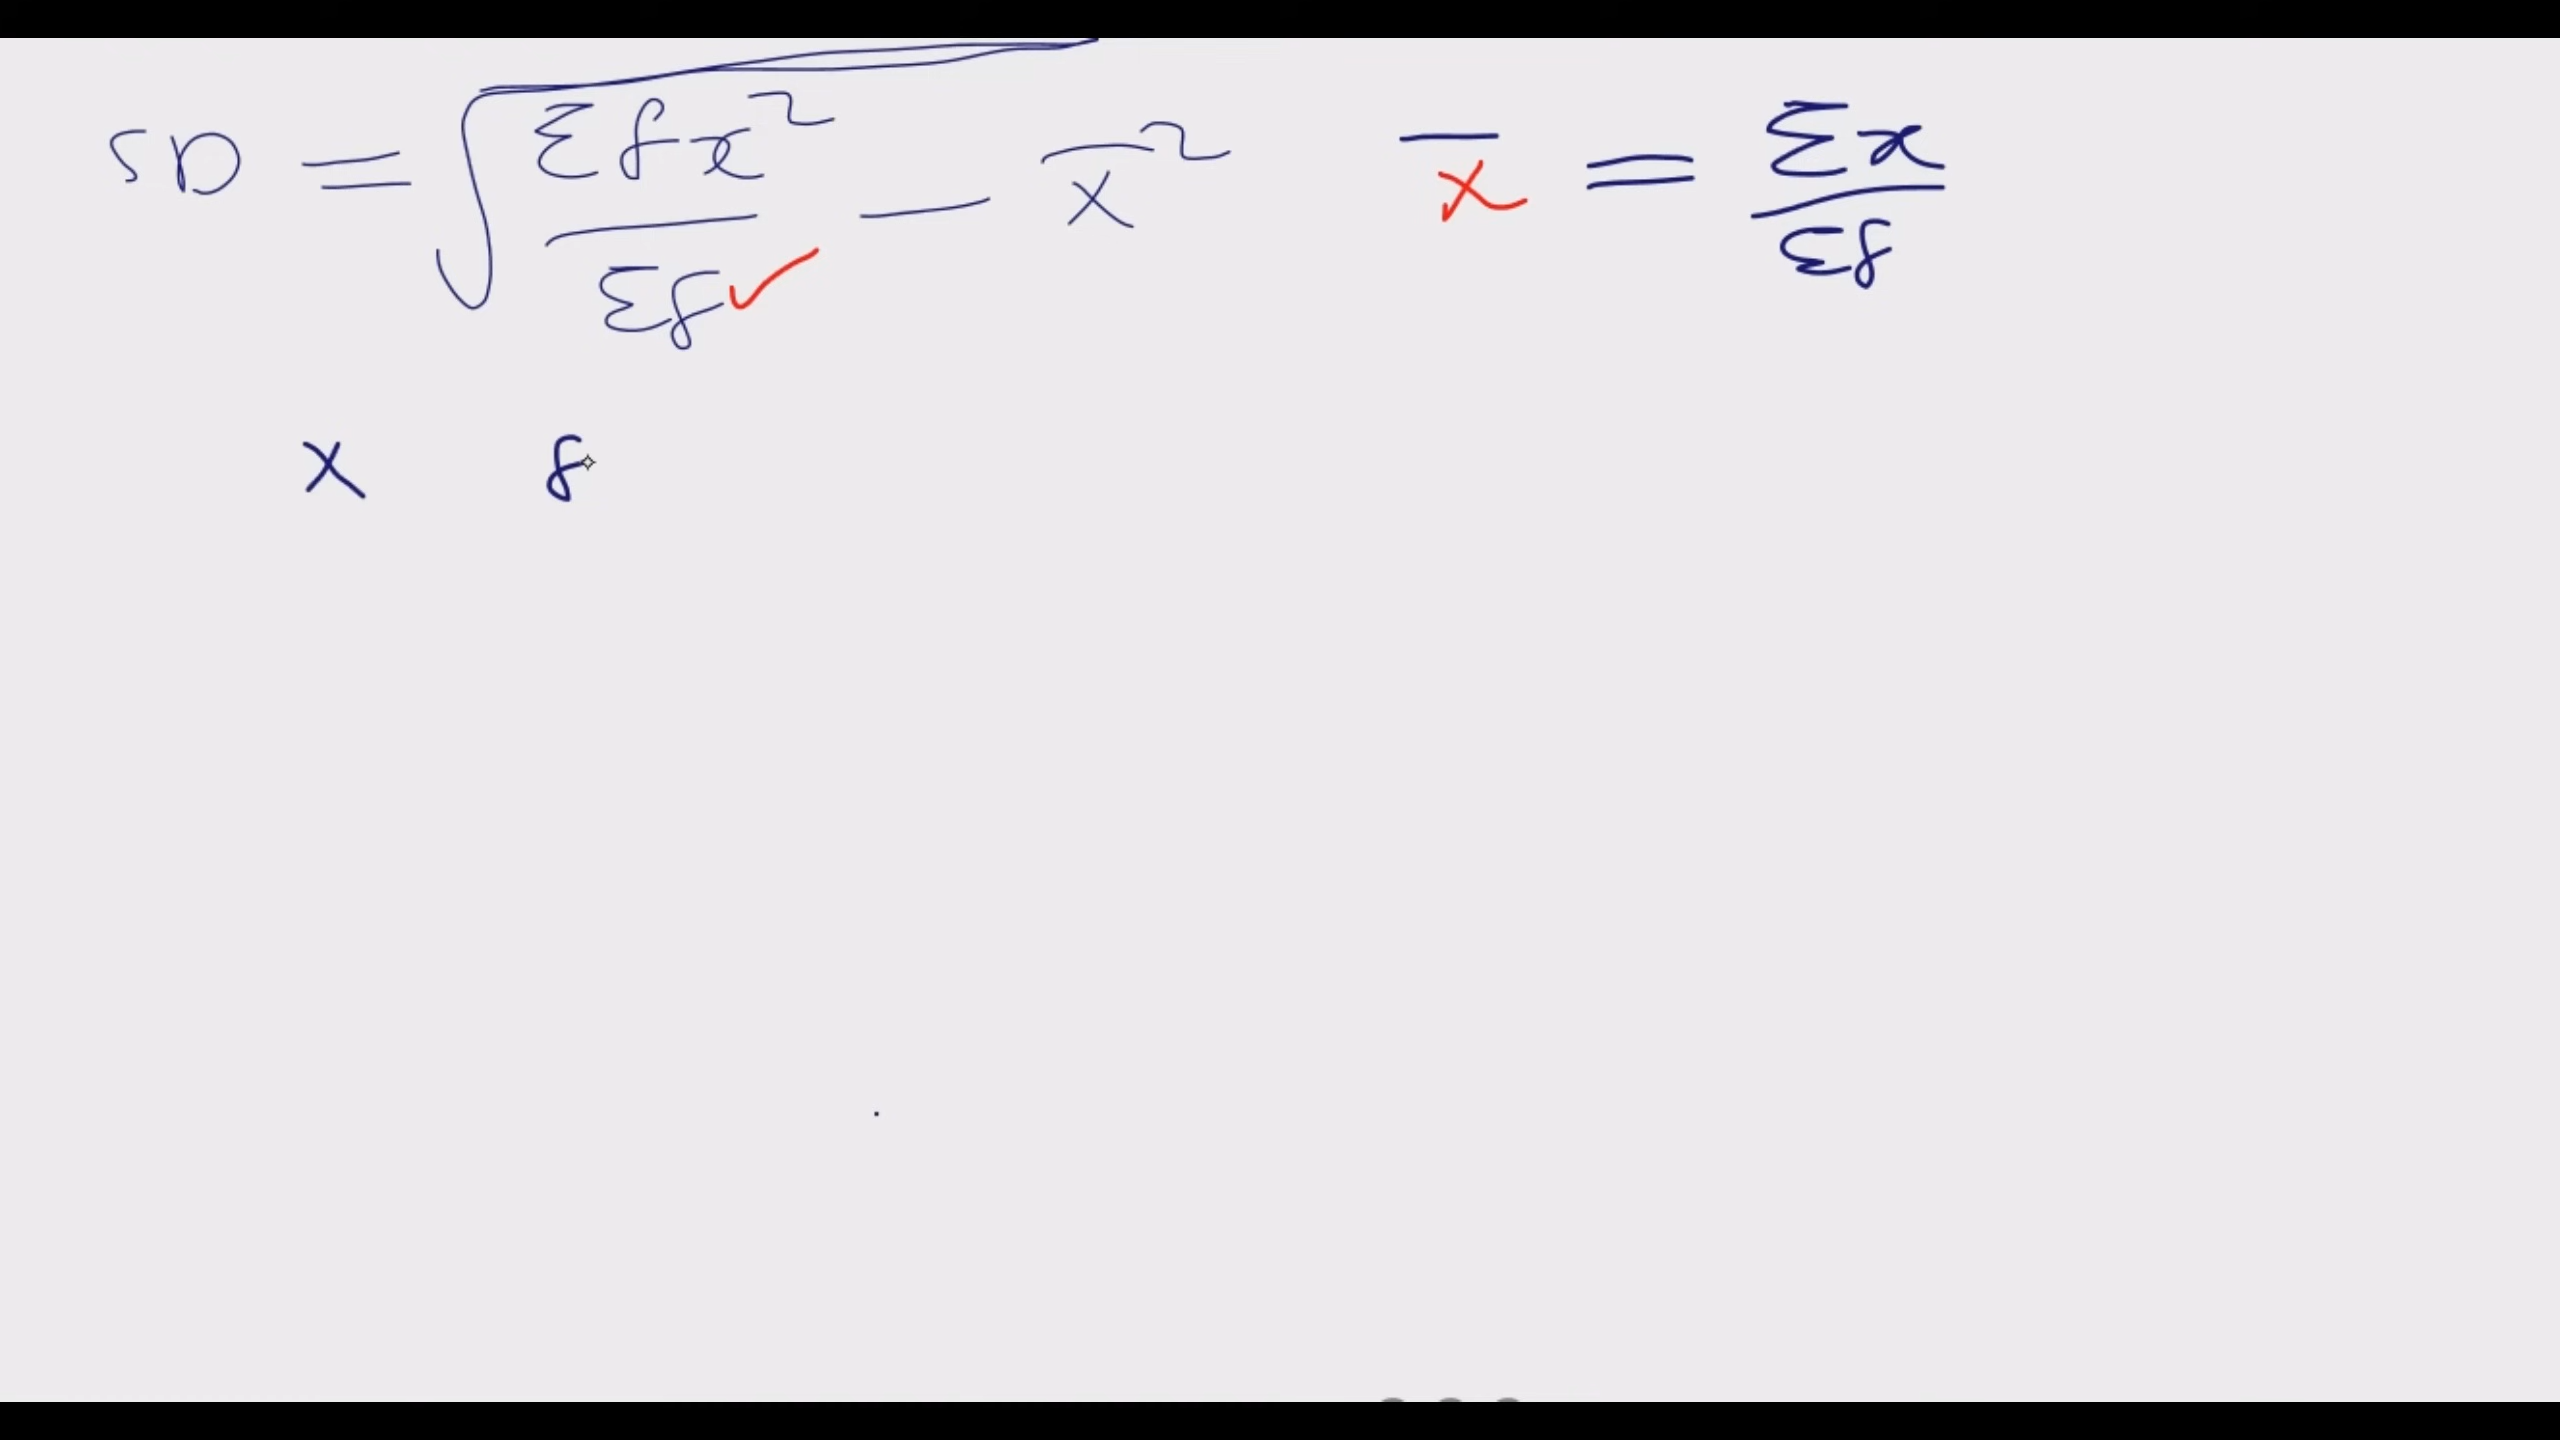 SD = √(Σfx²/Σf✓ − x̄²) x̄ = Σx/Σf
x f